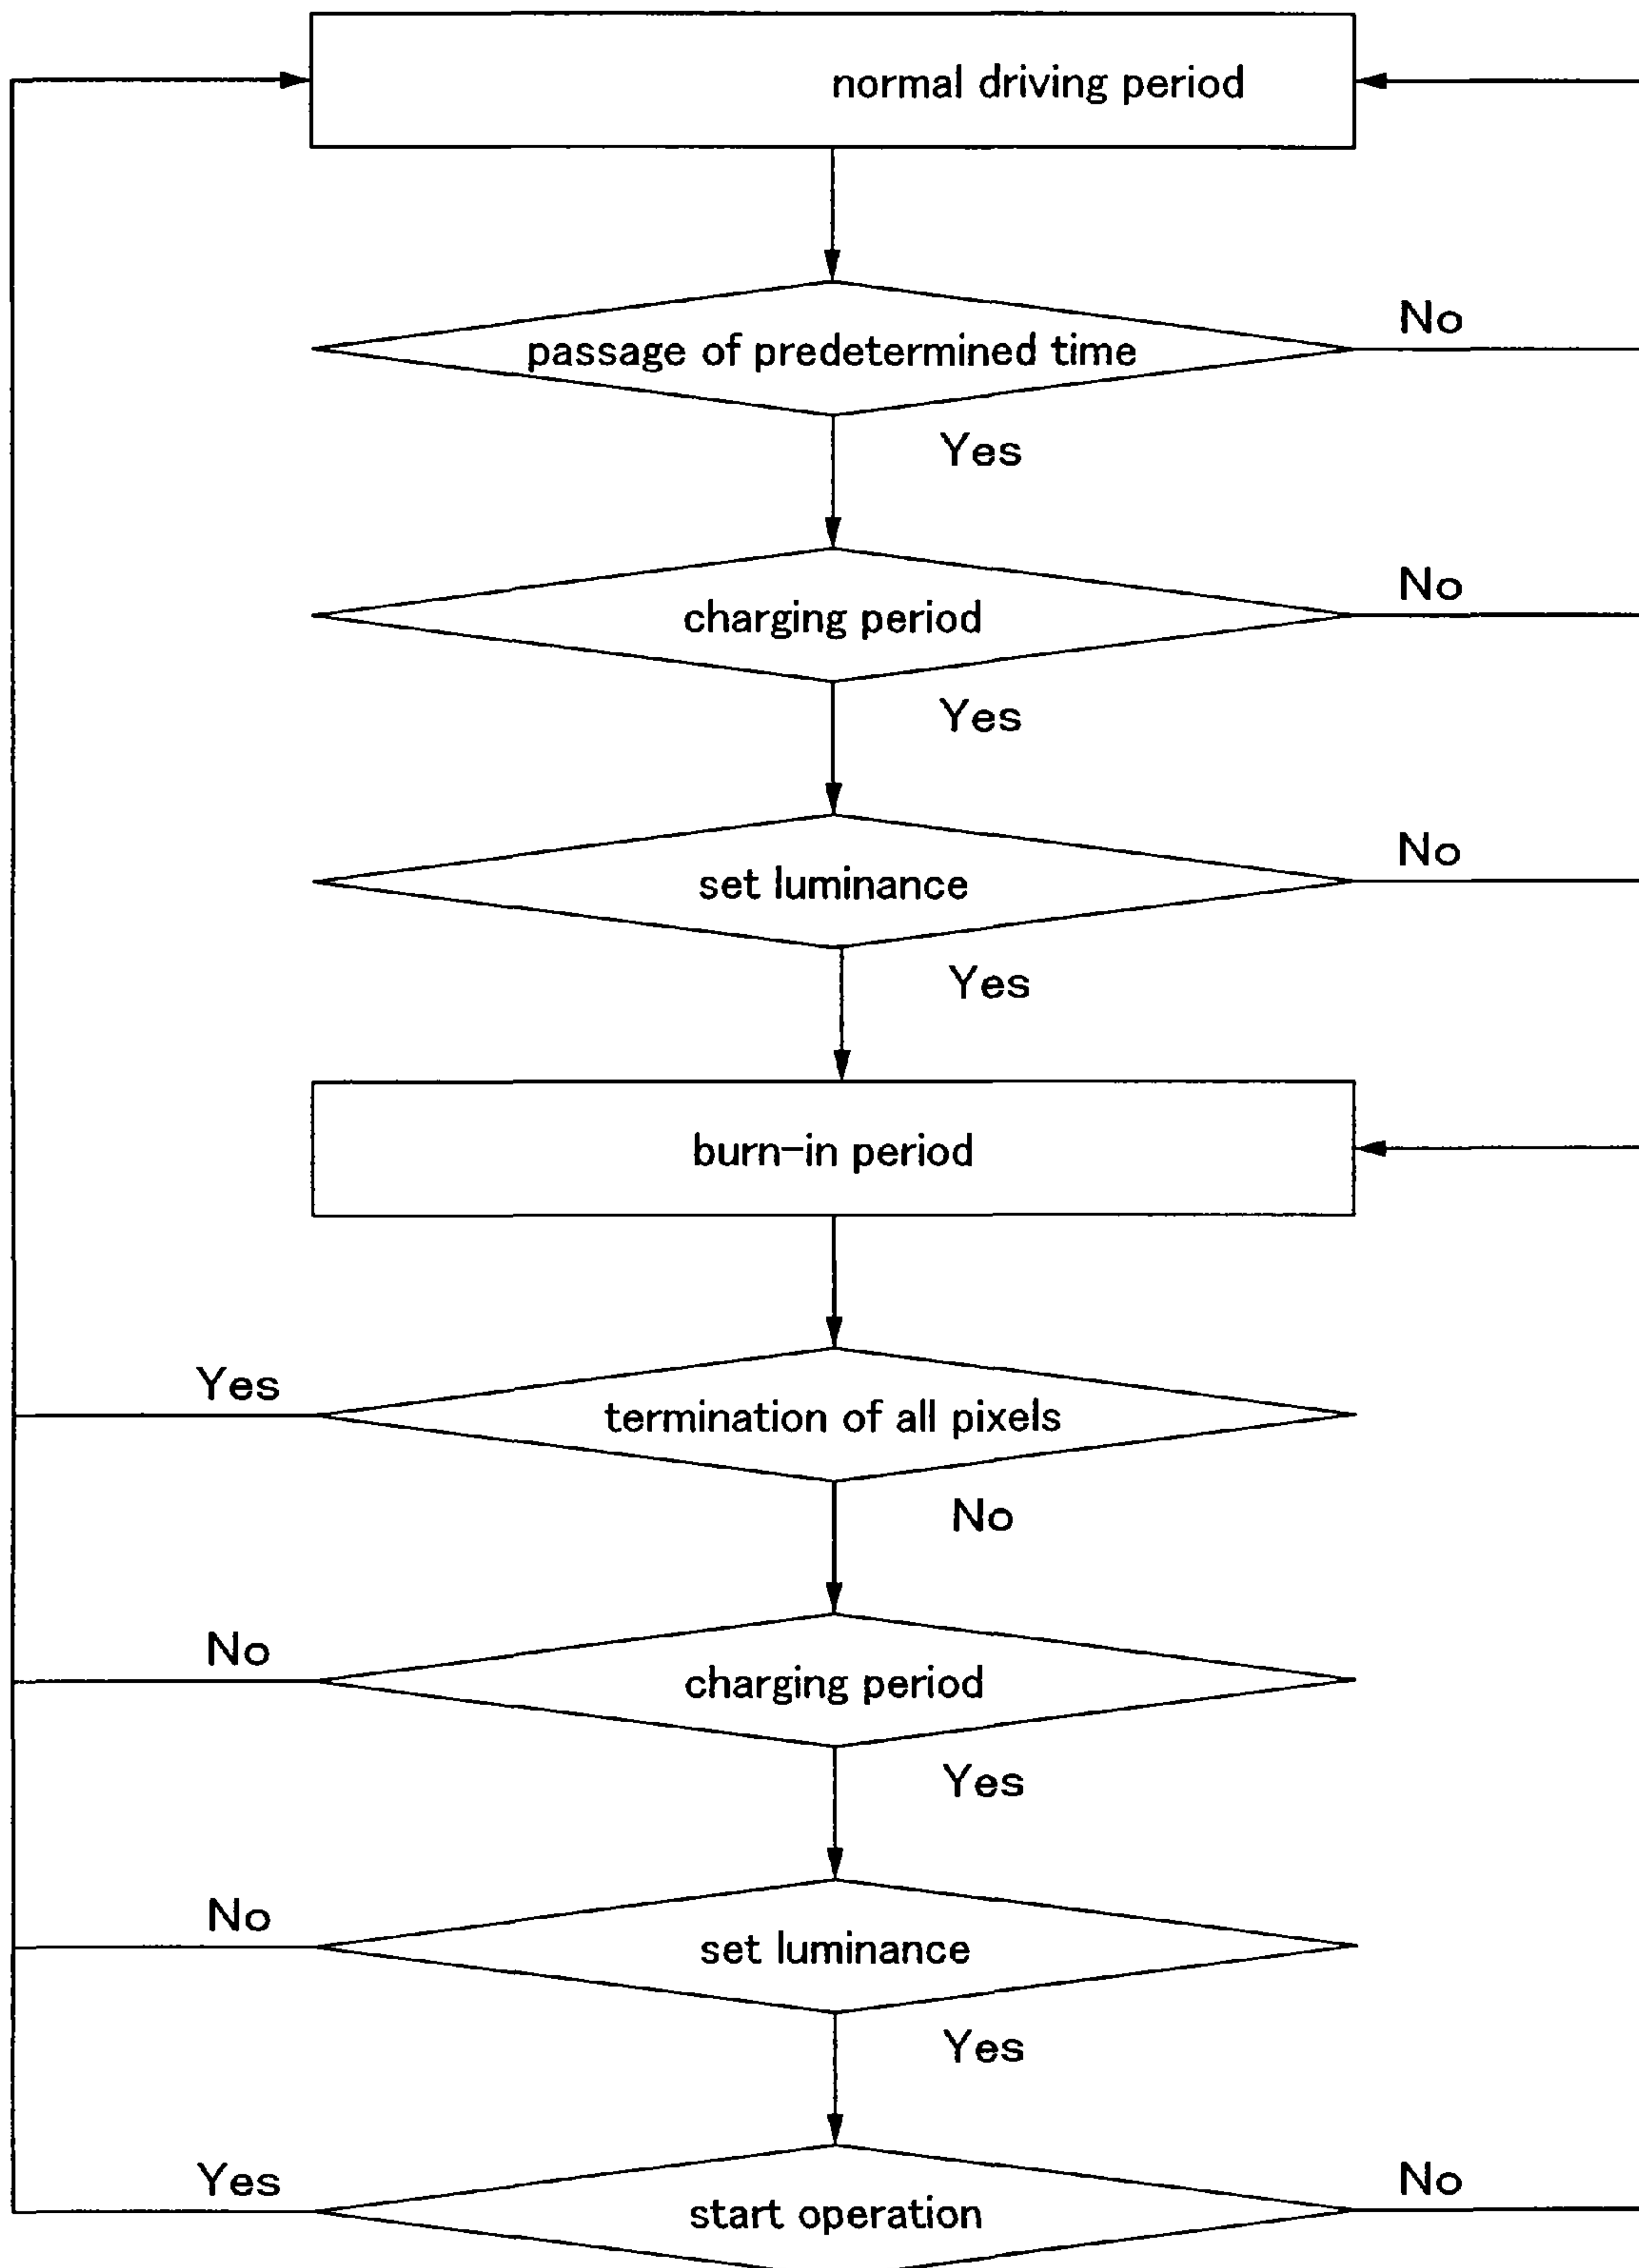 normal driving period
passage of predetermined time
No
Yes
charging period
No
Yes
set luminance
No
Yes
burn-in period
Yes
termination of all pixels
No
No
charging period
Yes
No
set luminance
Yes
Yes
start operation
No